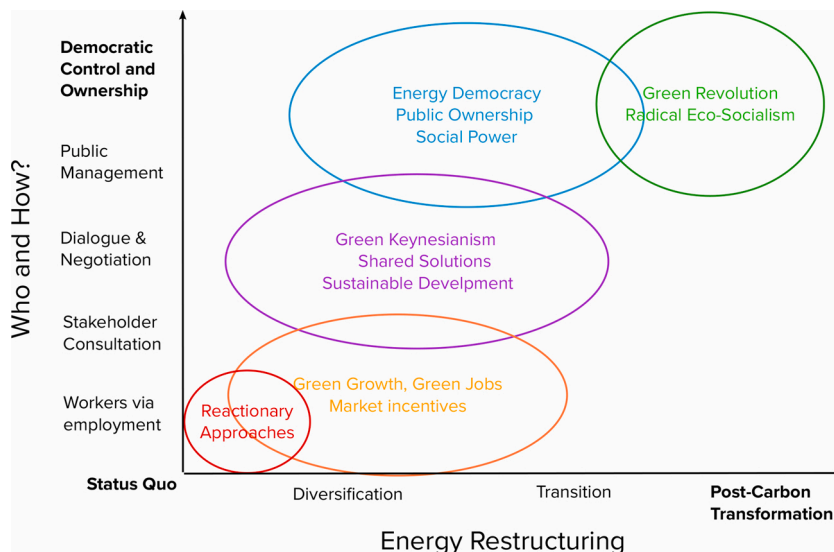 Democratic
Control and
Ownership
Public
Management
Dialogue &
Negotiation
Stakeholder
Consultation
Workers via
employment
Status Quo
Who and How?
Energy Democracy
Public Ownership
Social Power
Green Revolution
Radical Eco-Socialism
Green Keynesianism
Shared Solutions
Sustainable Develpment
Green Growth, Green Jobs
Market incentives
Reactionary
Approaches
Diversification
Transition
Post-Carbon
Transformation
Energy Restructuring